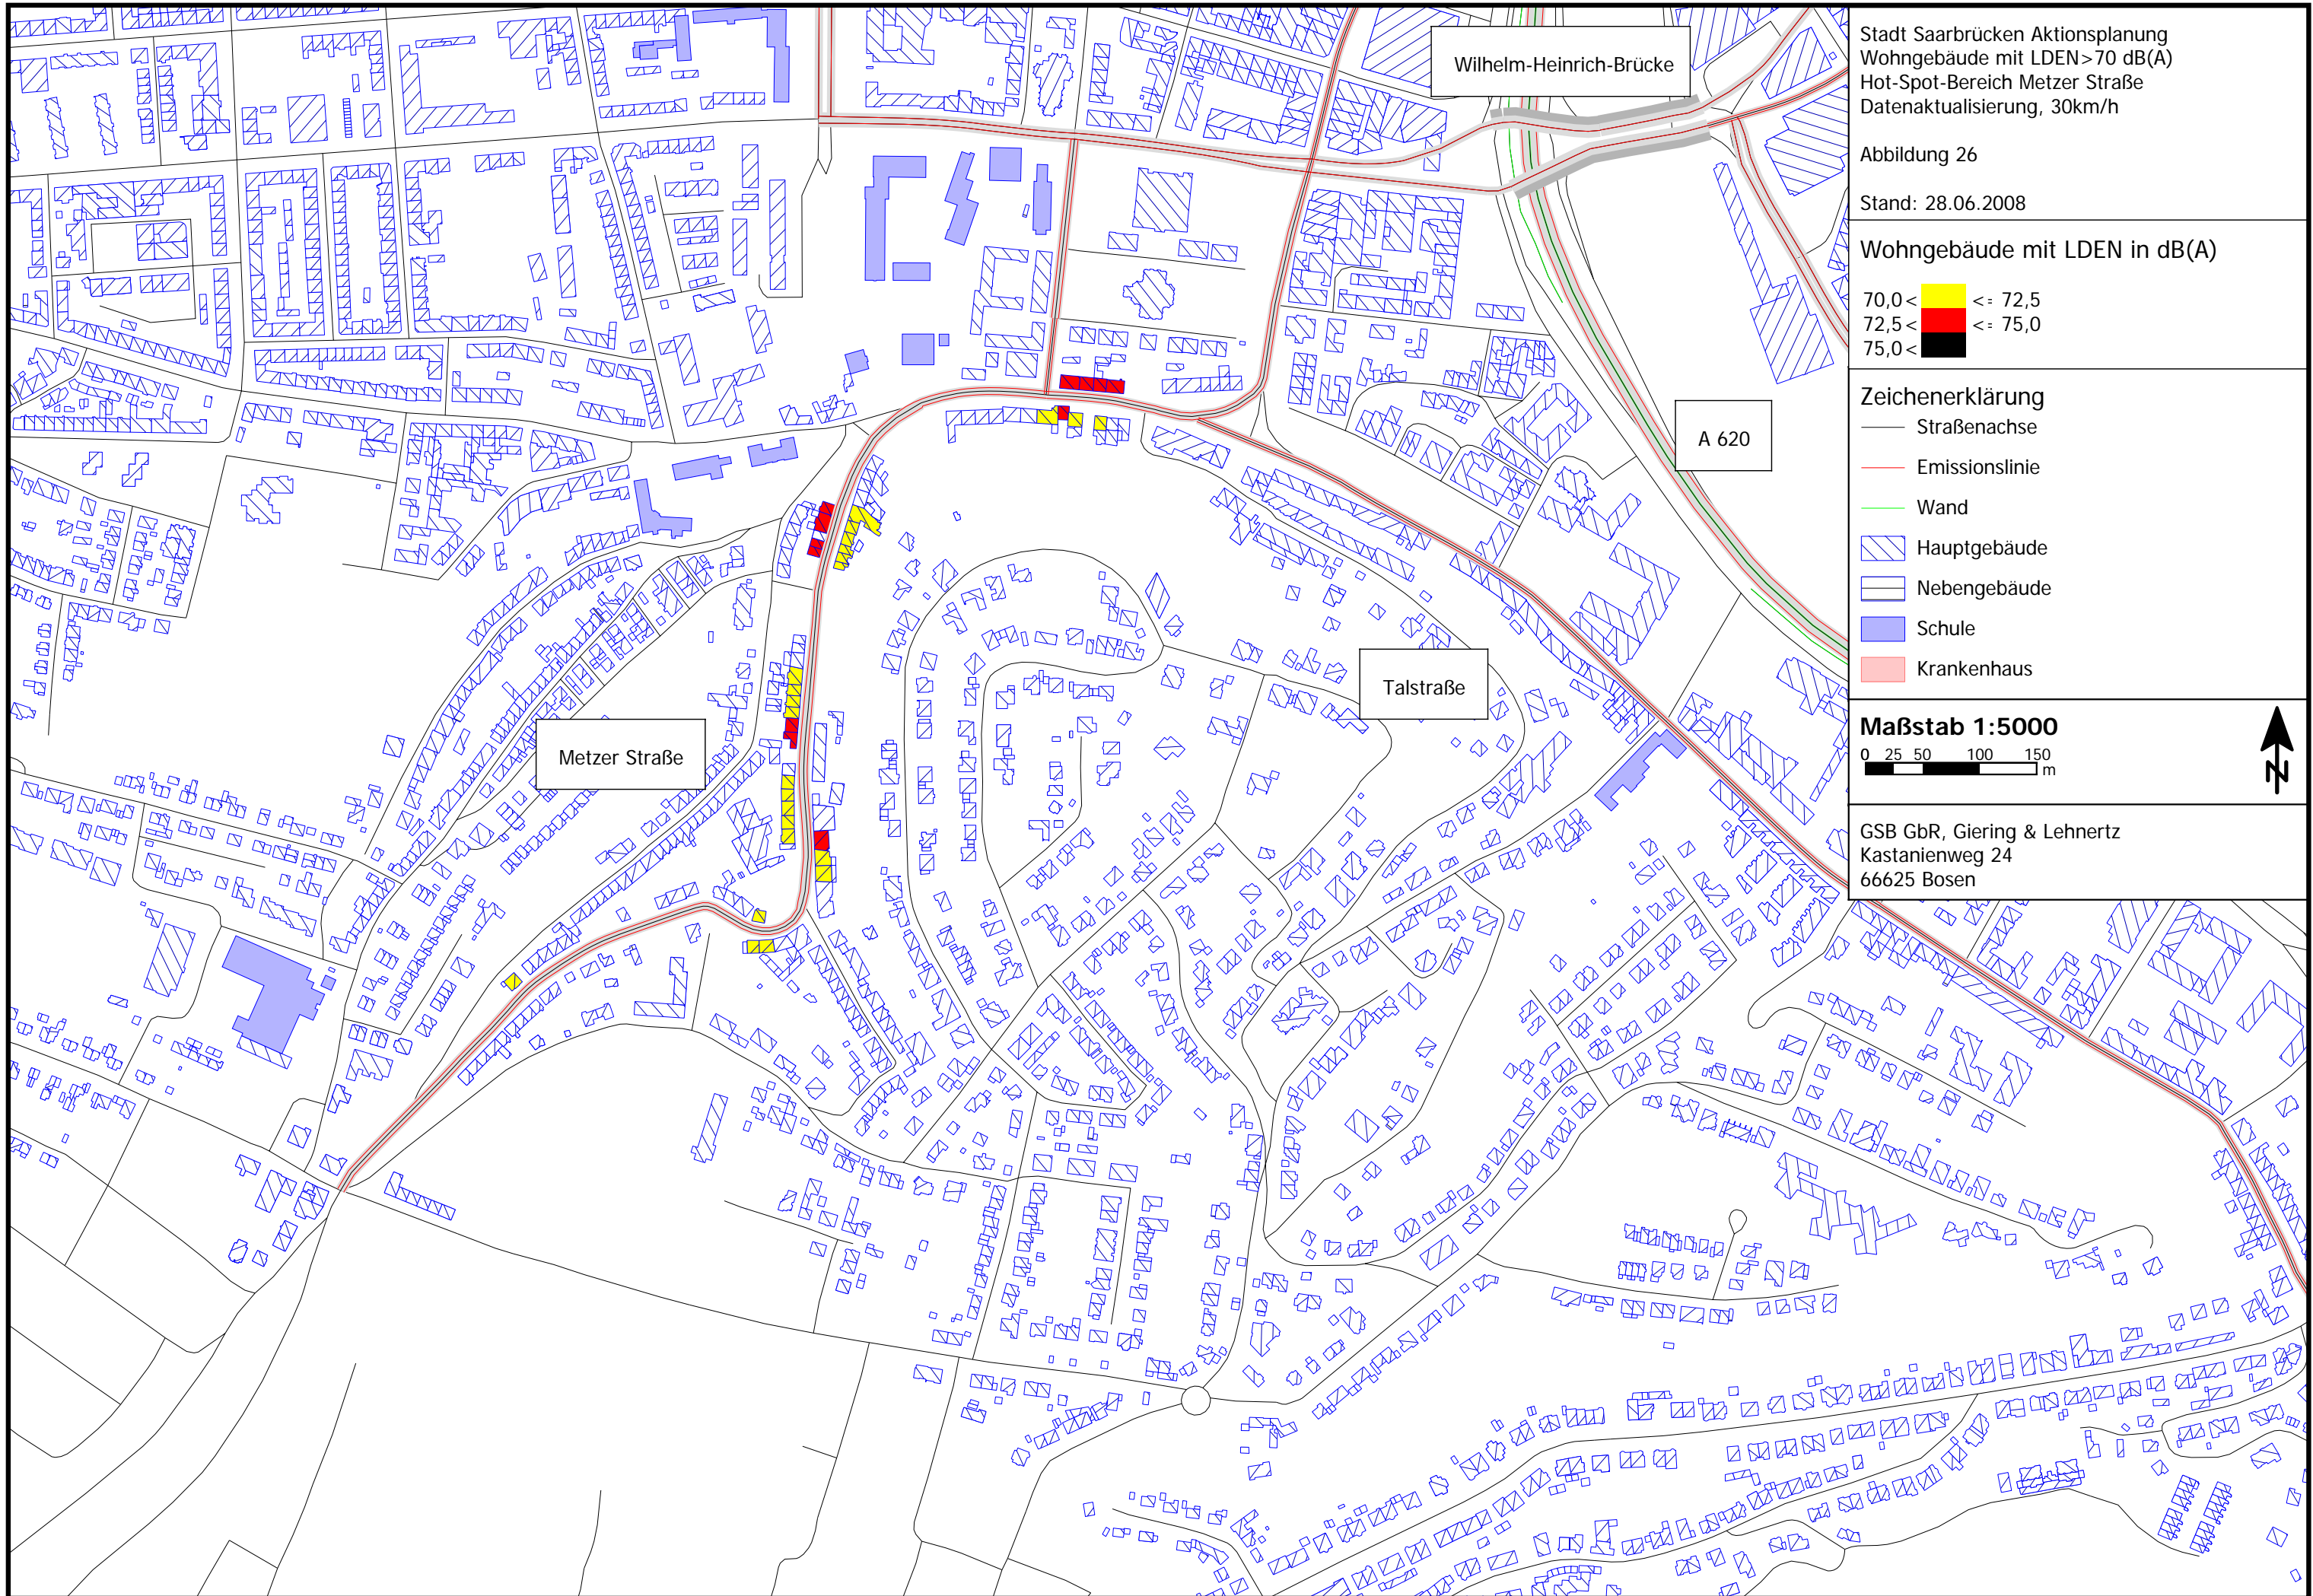 Stadt Saarbrücken Aktionsplanung
Wohngebäude mit LDEN>70 dB(A)
Hot-Spot-Bereich Metzer Straße
Datenaktualisierung, 30km/h
Abbildung 26
Stand: 28.06.2008
Wohngebäude mit LDEN in dB(A)
70,0 < <= 72,5
72,5 < <= 75,0
75,0 <
Zeichenerklärung
Straßenachse
Emissionslinie
Wand
Hauptgebäude
Nebengebäude
Schule
Krankenhaus
Maßstab 1:5000
0 25 50 100 150
m
N
GSB GbR, Giering & Lehnertz
Kastanienweg 24
66625 Bosen
Wilhelm-Heinrich-Brücke
A 620
Talstraße
Metzer Straße